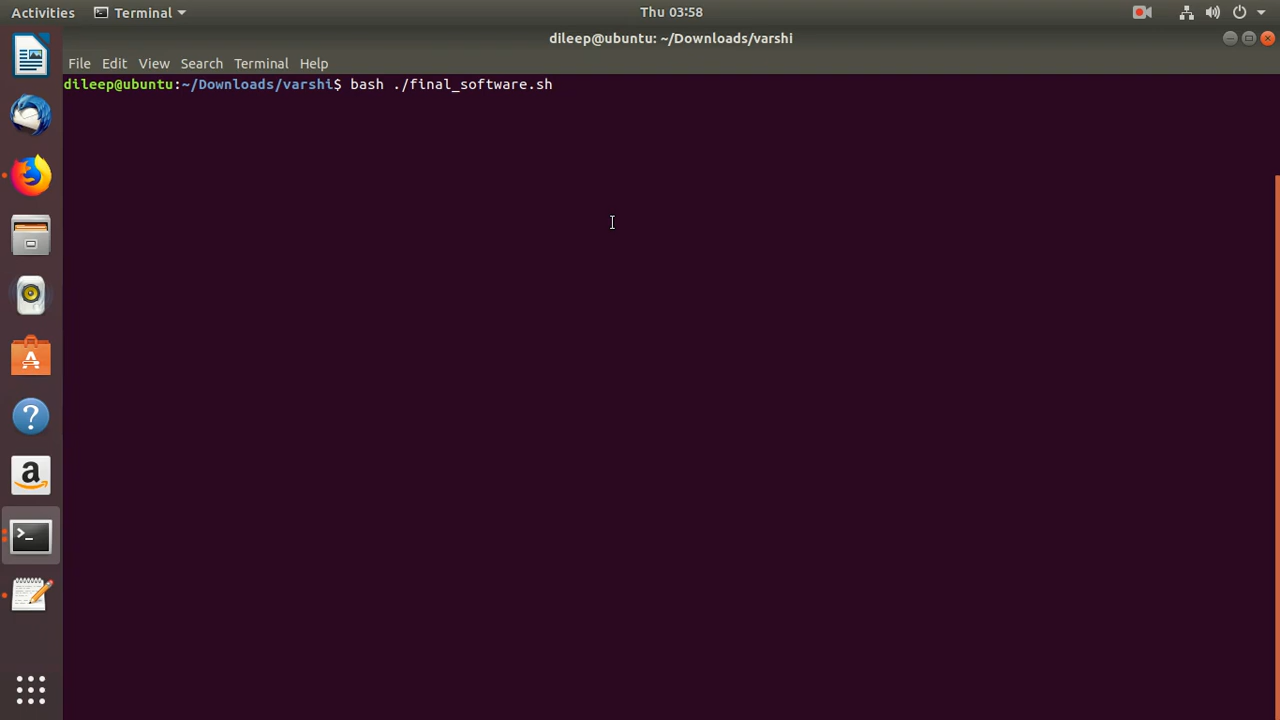 Activities Terminal Thu 03:58
dileep@ubuntu: ~/Downloads/varshi
File Edit View Search Terminal Help
dileep@ubuntu:~/Downloads/varshi$ bash ./final_software.sh